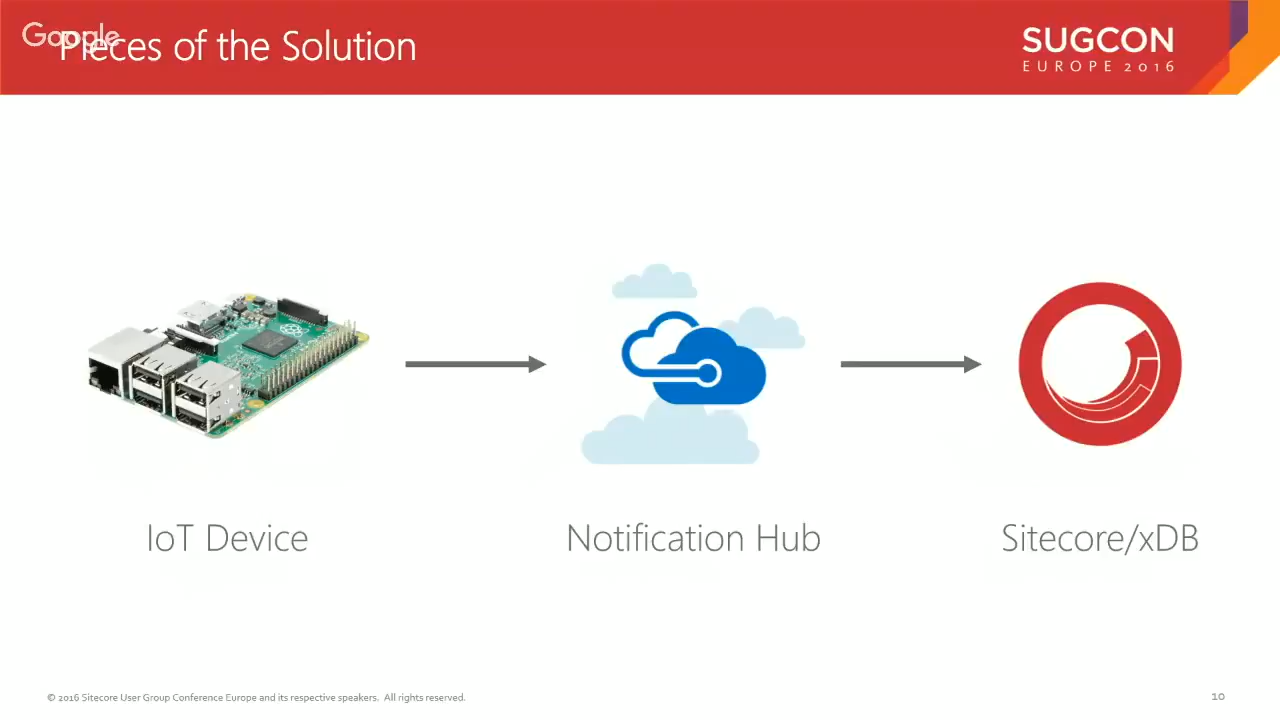 Google
Pieces of the Solution
SUGCON
EUROPE 2016
IoT Device
Notification Hub
Sitecore/xDB
© 2016 Sitecore User Group Conference Europe and its respective speakers. All rights reserved.
10